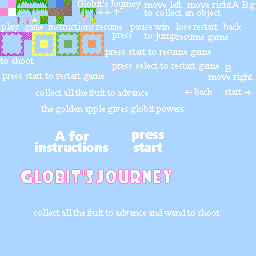 Globit's Journey move left move right A B g
→ ← ↑ to collect an object
play game instructions resume pause win lose restart back
press to jump resume game
press start to resume game
to shoot
press select to restart game B
press start to restart game move right
collect all the fruit to advance ← back start →
the golden apple gives globit powers
A for instructions
press start
GLOBIT'S JOURNEY
collect all the fruit to advance and wand to shoot